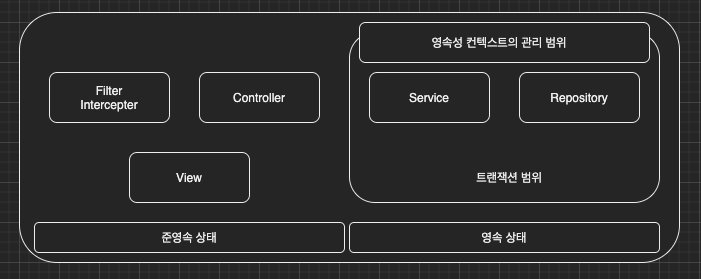 영속성 컨텍스트의 관리 범위
Filter
Intercepter
Controller
Service
Repository
View
트랜잭션 범위
준영속 상태
영속 상태